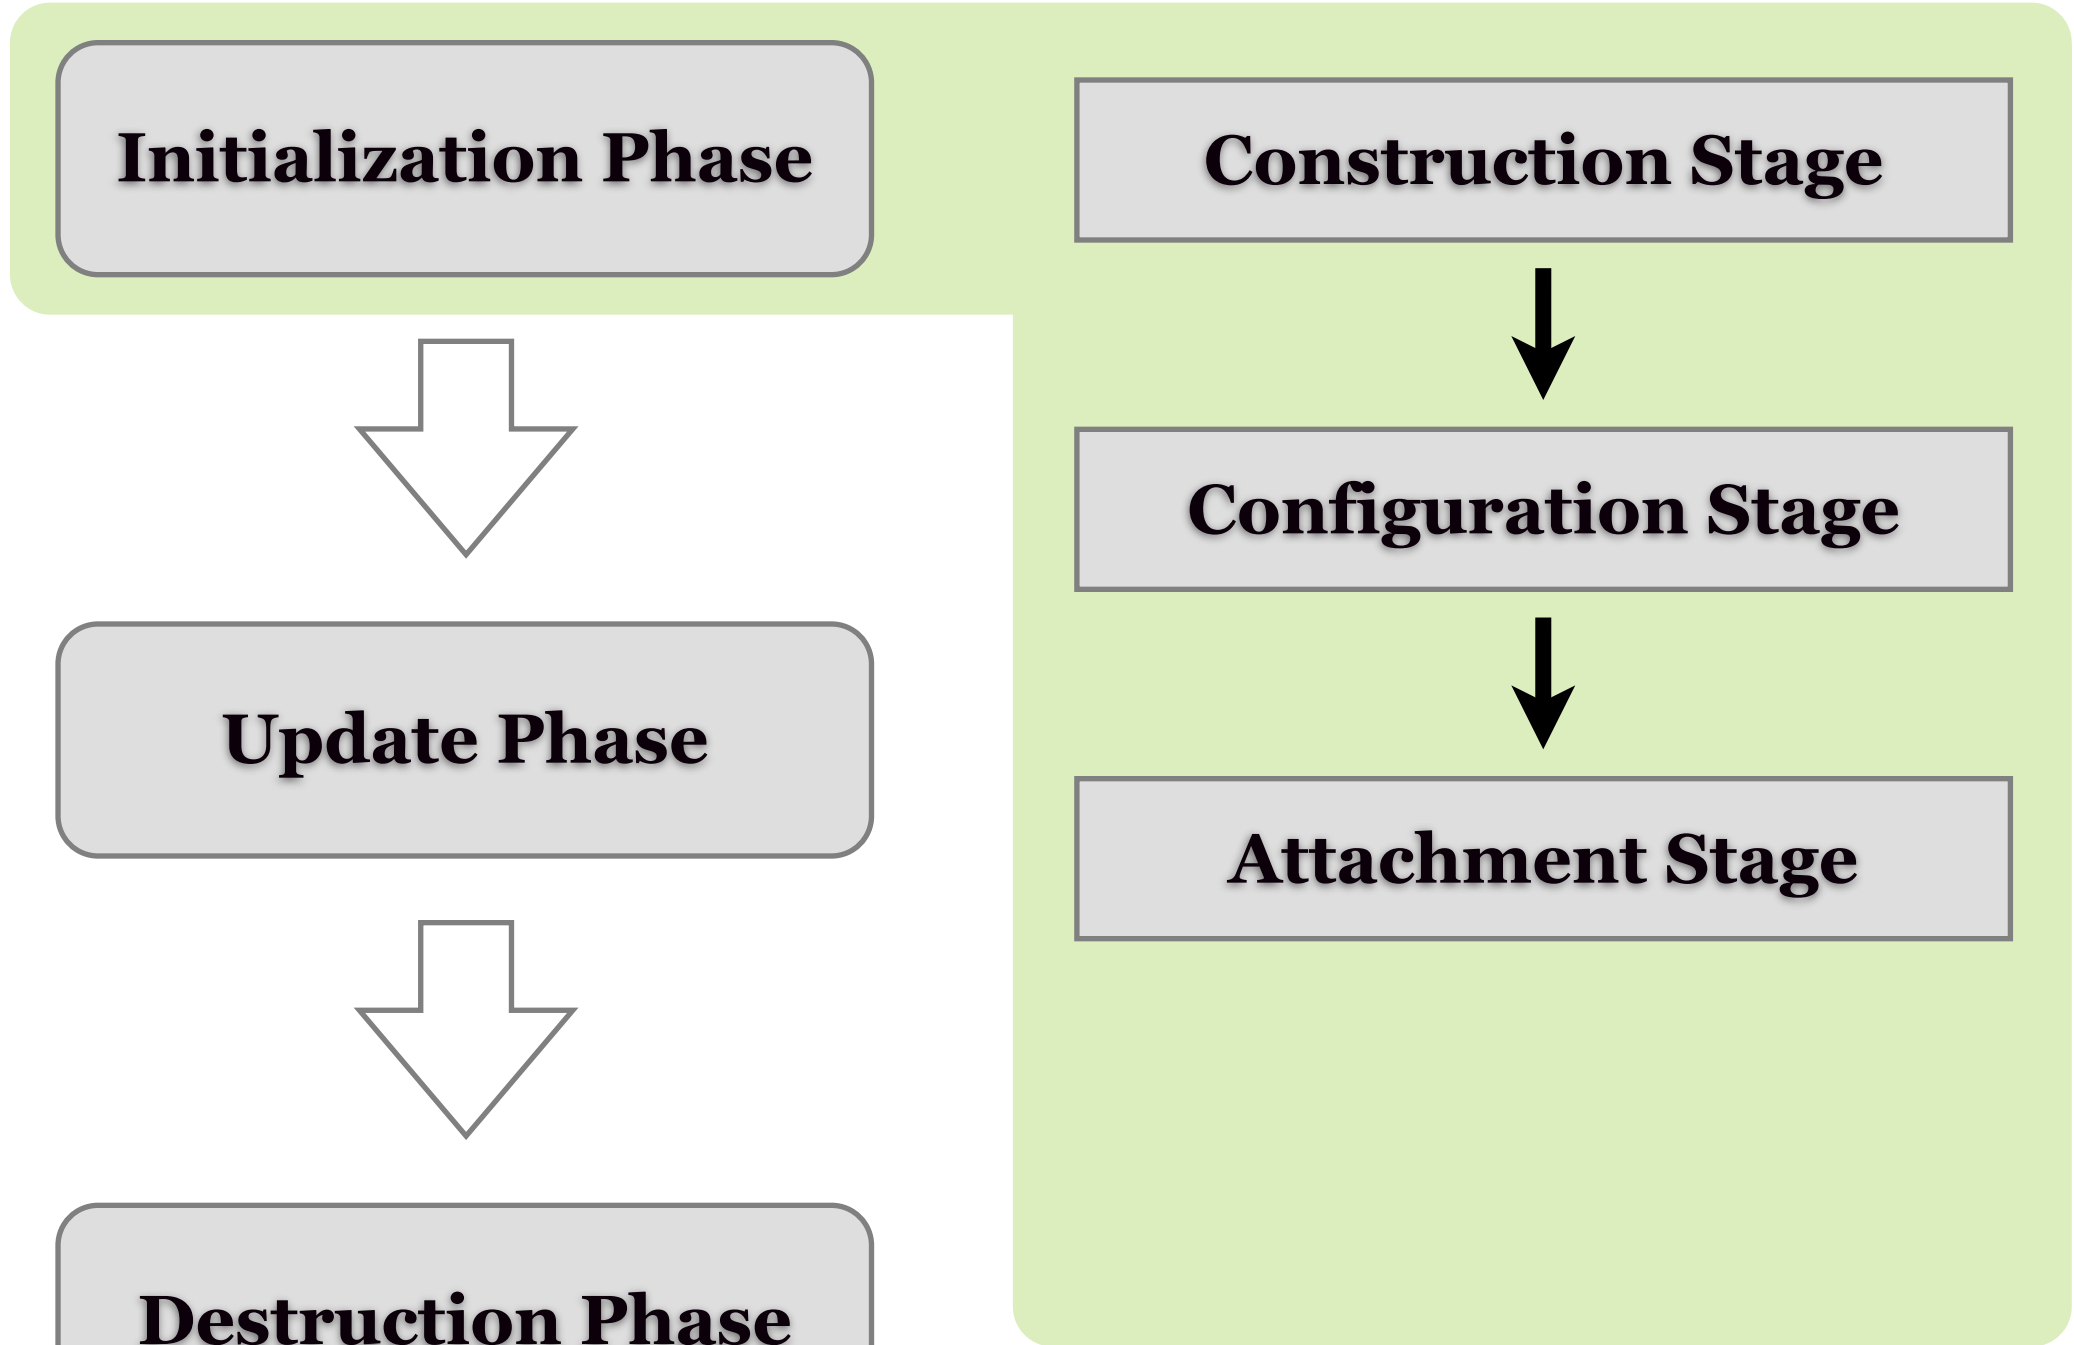 Initialization Phase
Update Phase
Destruction Phase
Construction Stage
Configuration Stage
Attachment Stage